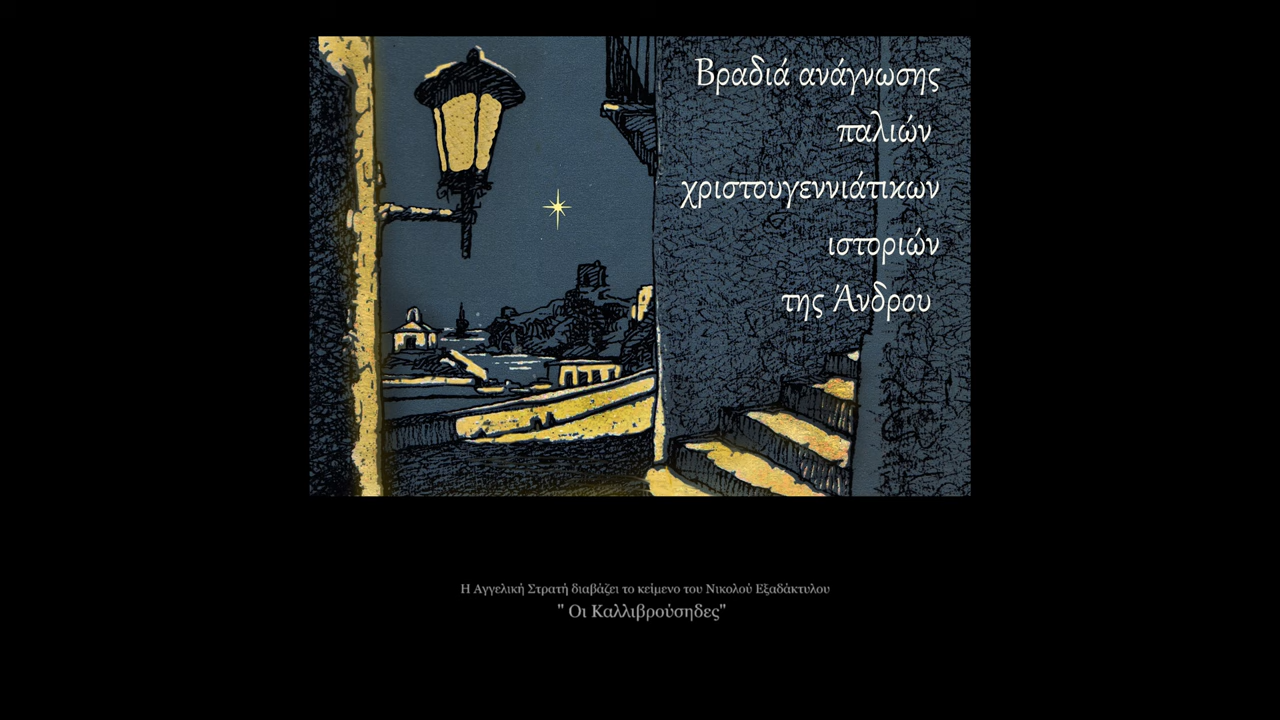 Βραδιά ανάγνωσης
παλιών
χριστουγεννιάτικων
ιστοριών
της Άνδρου
Η Αγγελική Στρατή διαβάζει το κείμενο του Νικολού Εξαδάκτυλου
" Οι Καλλιβρούσηδες"